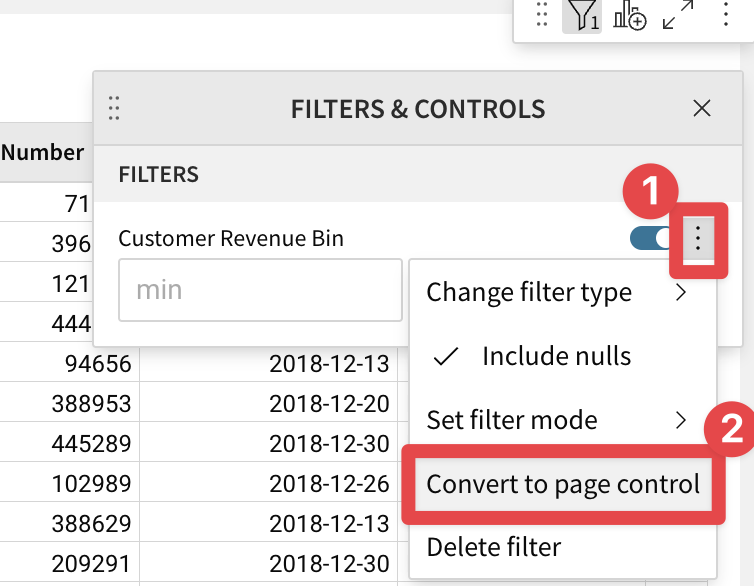 1
FILTERS & CONTROLS
Number
FILTERS
1
71
Customer Revenue Bin
396
min
Change filter type
121
444
Include nulls
94656 2018-12-13
388953 2018-12-20
Set filter mode
2
445289 2018-12-30
102989 2018-12-26
Convert to page control
388629 2018-12-13
209291 2018-12-30
Delete filter